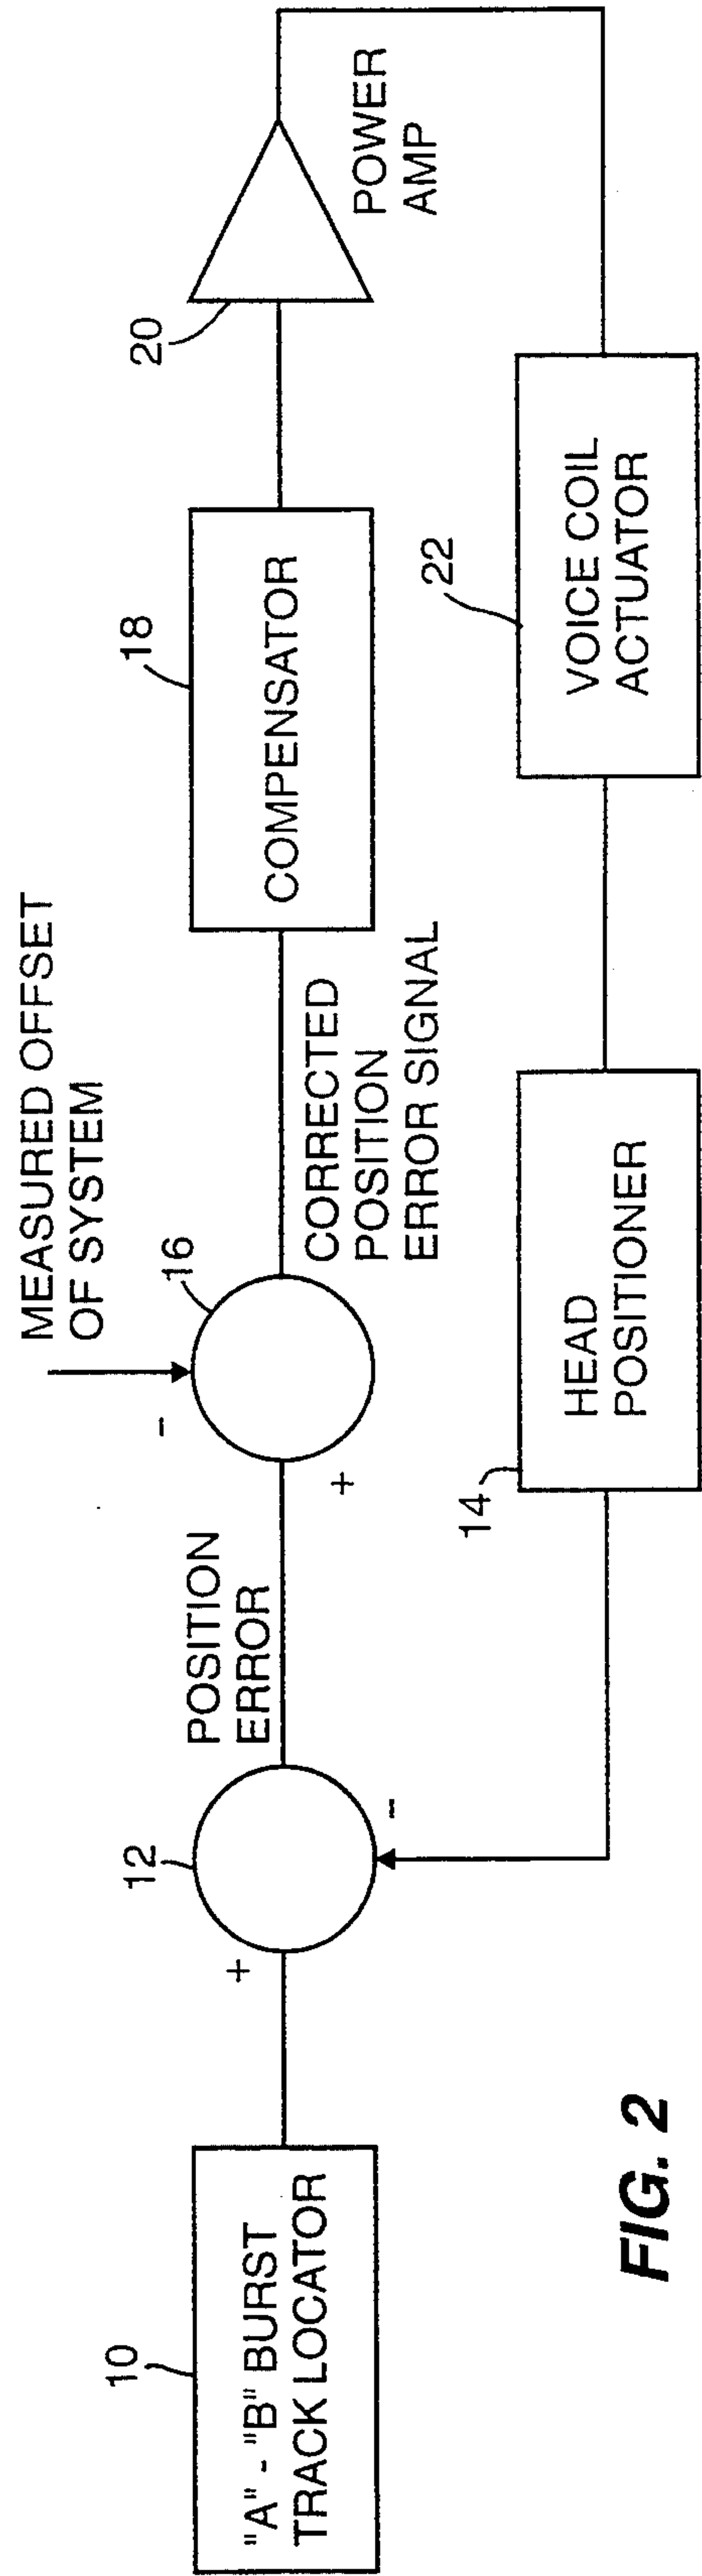 10
"A" - "B" BURST
TRACK LOCATOR
+
12
-
POSITION
ERROR
MEASURED OFFSET
OF SYSTEM
-
+
16
CORRECTED
POSITION
ERROR SIGNAL
18
COMPENSATOR
20
POWER
AMP
22
VOICE COIL
ACTUATOR
14
HEAD
POSITIONER
FIG. 2